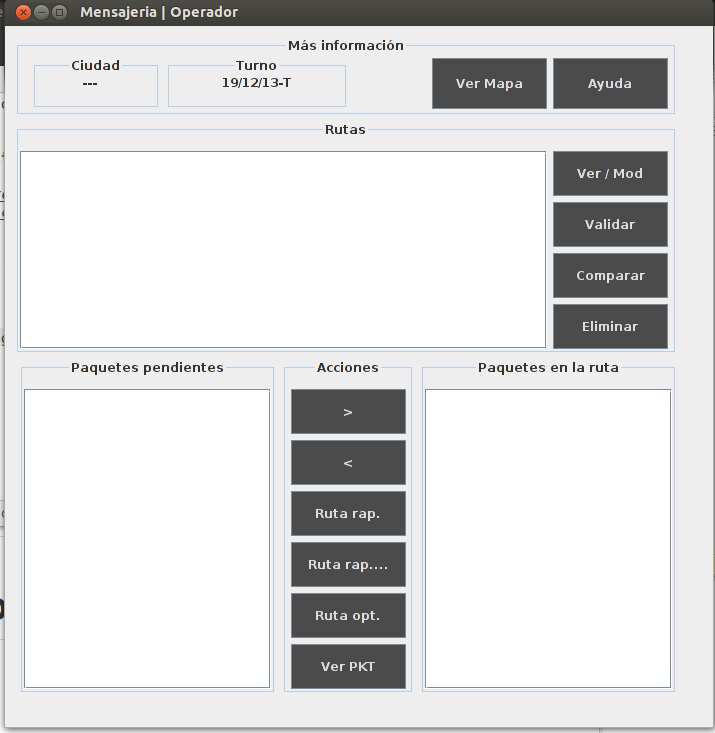 Mensajeria | Operador
Más información
Ciudad
---
Turno
19/12/13-T
Ver Mapa
Ayuda
Rutas
Ver / Mod
Validar
Comparar
Eliminar
Paquetes pendientes
Acciones
>
<
Ruta rap.
Ruta rap....
Ruta opt.
Ver PKT
Paquetes en la ruta